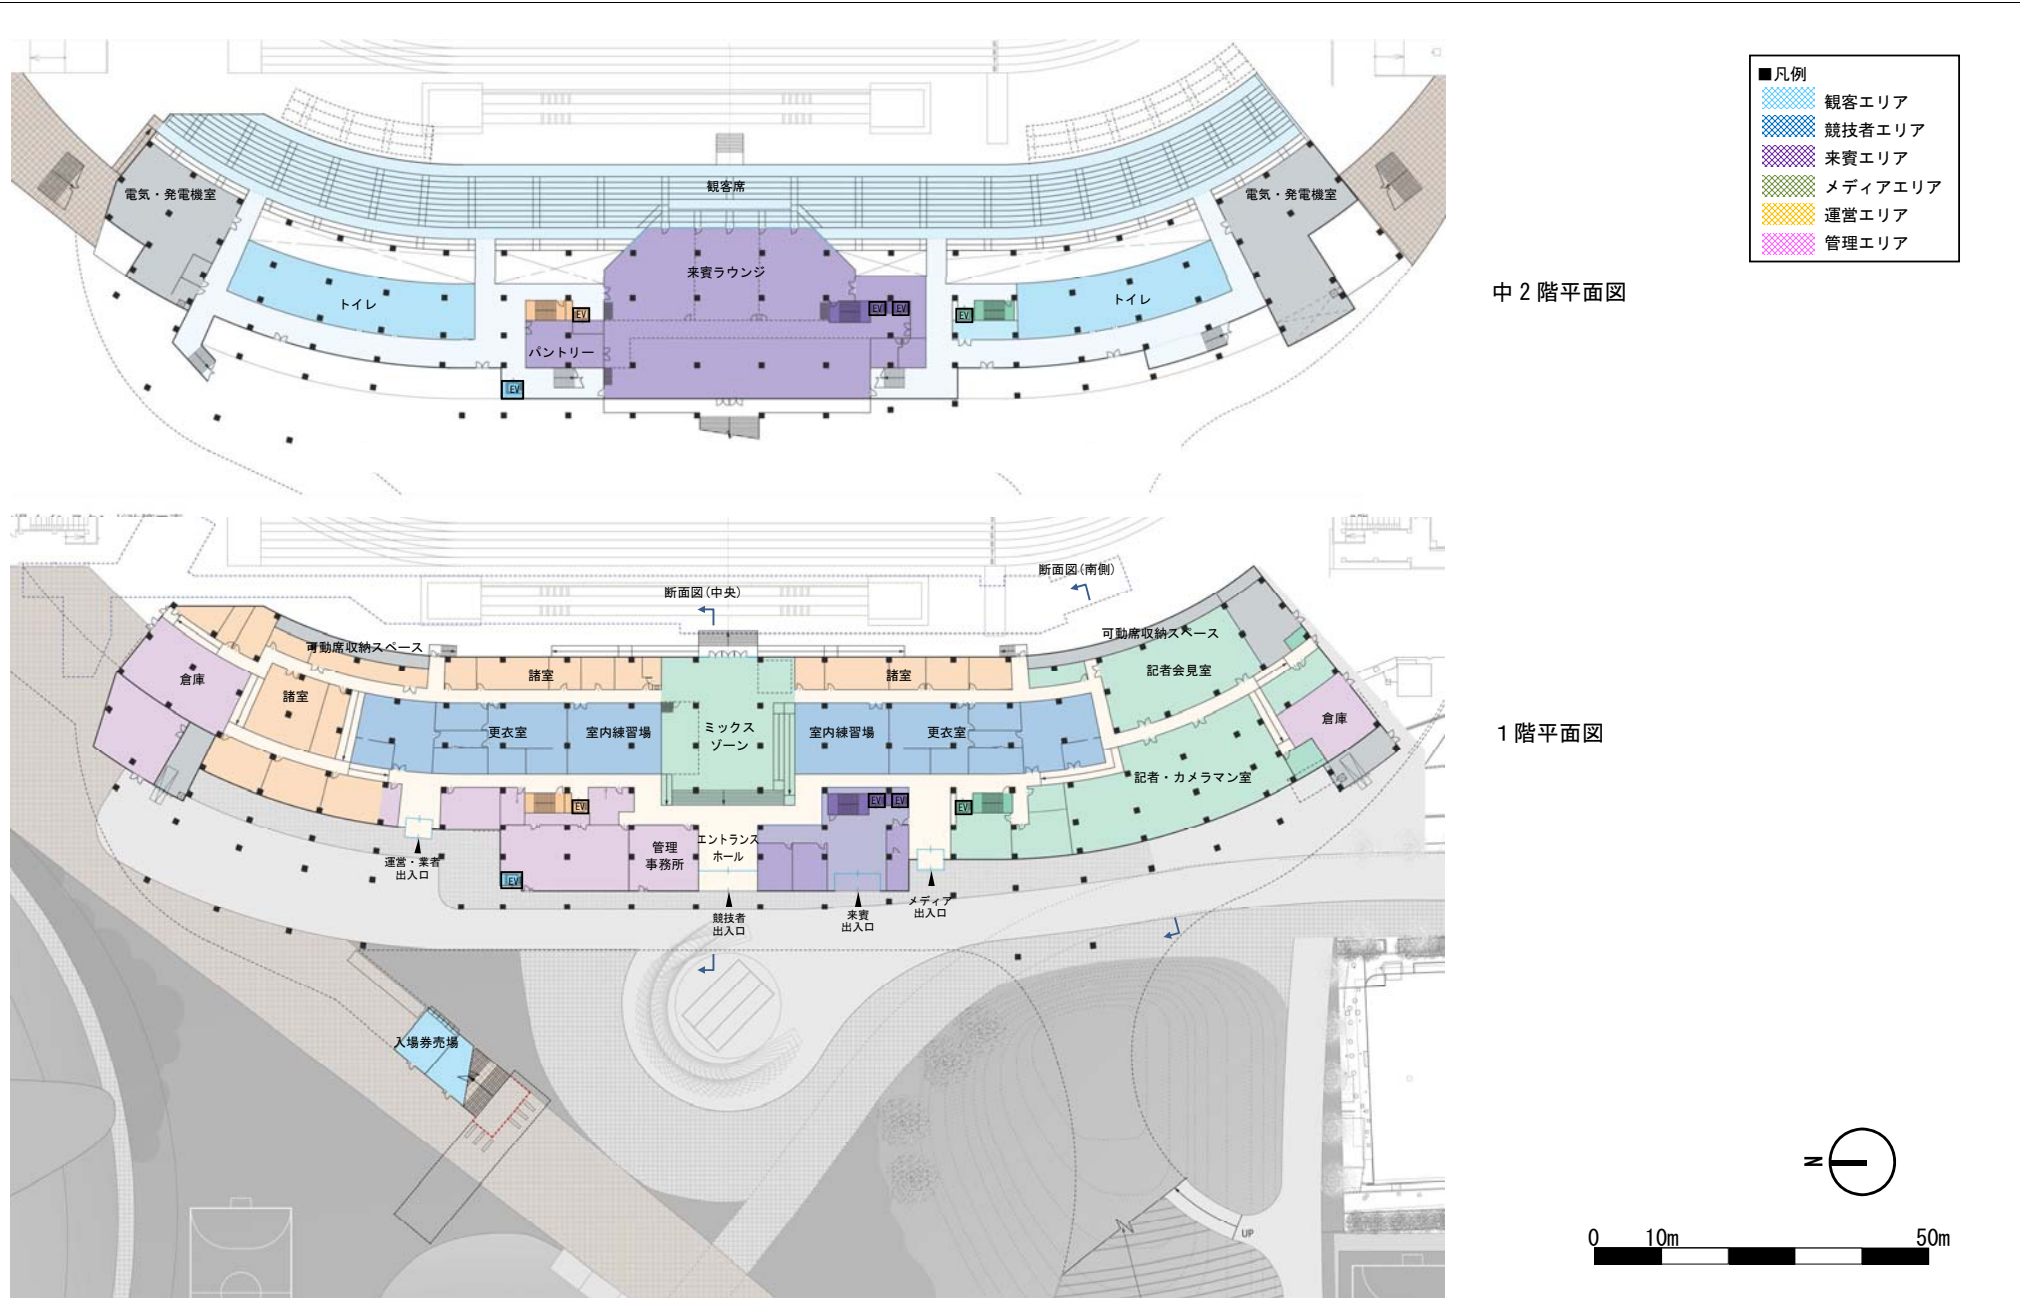 ■凡例
観客エリア
競技者エリア
来賓エリア
メディアエリア
運営エリア
管理エリア
電気・発電機室
観客席
電気・発電機室
来賓ラウンジ
トイレ
トイレ
EV
EV
EV
EV
パントリー
EV
中2階平面図
断面図(南側)
断面図(中央)
可動席収納スペース
可動席収納スペース
倉庫
諸室
諸室
諸室
記者会見室
更衣室
室内練習場
ミックス
ゾーン
室内練習場
更衣室
倉庫
記者・カメラマン室
EV
EV
EV
EV
管理
事務所
エントランス
ホール
運営・業者
出入口
EV
競技者
出入口
来賓
出入口
メディア
出入口
1階平面図
入場券売場
UP
N
0 10m 50m